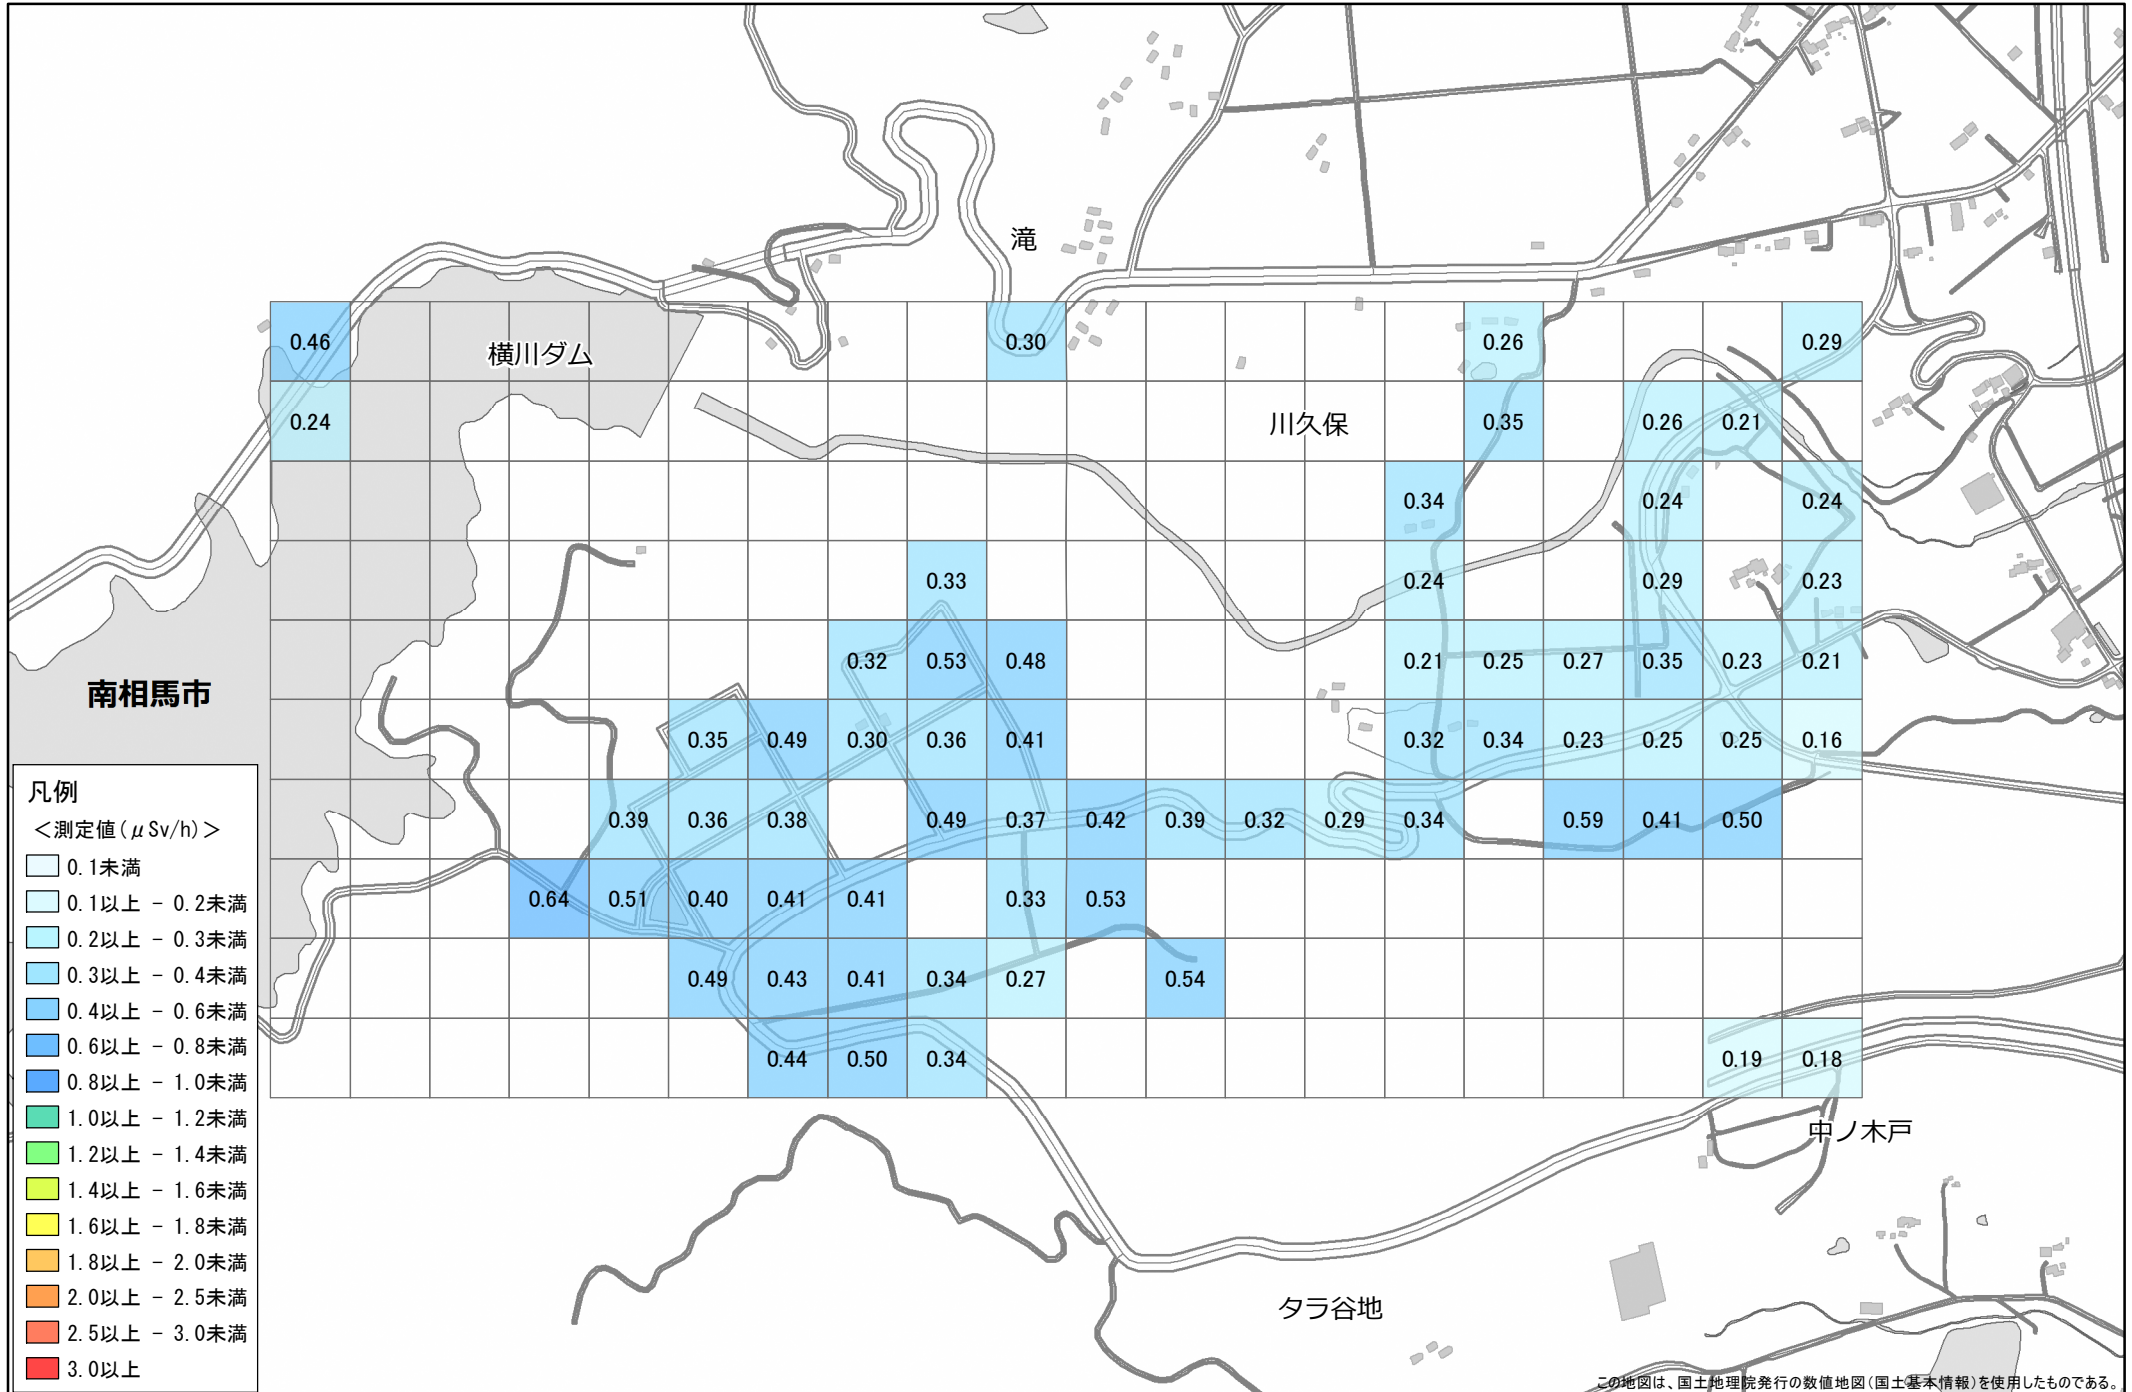 滝
0.46
横川ダム
0.30
0.26
0.29
0.24
川久保
0.35
0.26
0.21
0.34
0.24
0.24
0.33
0.24
0.29
0.23
0.32
0.53
0.48
0.21
0.25
0.27
0.35
0.23
0.21
南相馬市
0.35
0.49
0.30
0.36
0.41
0.32
0.34
0.23
0.25
0.25
0.16
0.39
0.36
0.38
0.49
0.37
0.42
0.39
0.32
0.29
0.34
0.59
0.41
0.50
0.64
0.51
0.40
0.41
0.41
0.33
0.53
0.49
0.43
0.41
0.34
0.27
0.54
0.44
0.50
0.34
0.19
0.18
中ノ木戸
タラ谷地
凡例
＜測定値(μSv/h)＞
0.1未満
0.1以上 － 0.2未満
0.2以上 － 0.3未満
0.3以上 － 0.4未満
0.4以上 － 0.6未満
0.6以上 － 0.8未満
0.8以上 － 1.0未満
1.0以上 － 1.2未満
1.2以上 － 1.4未満
1.4以上 － 1.6未満
1.6以上 － 1.8未満
1.8以上 － 2.0未満
2.0以上 － 2.5未満
2.5以上 － 3.0未満
3.0以上
この地図は、国土地理院発行の数値地図(国土基本情報)を使用したものである。